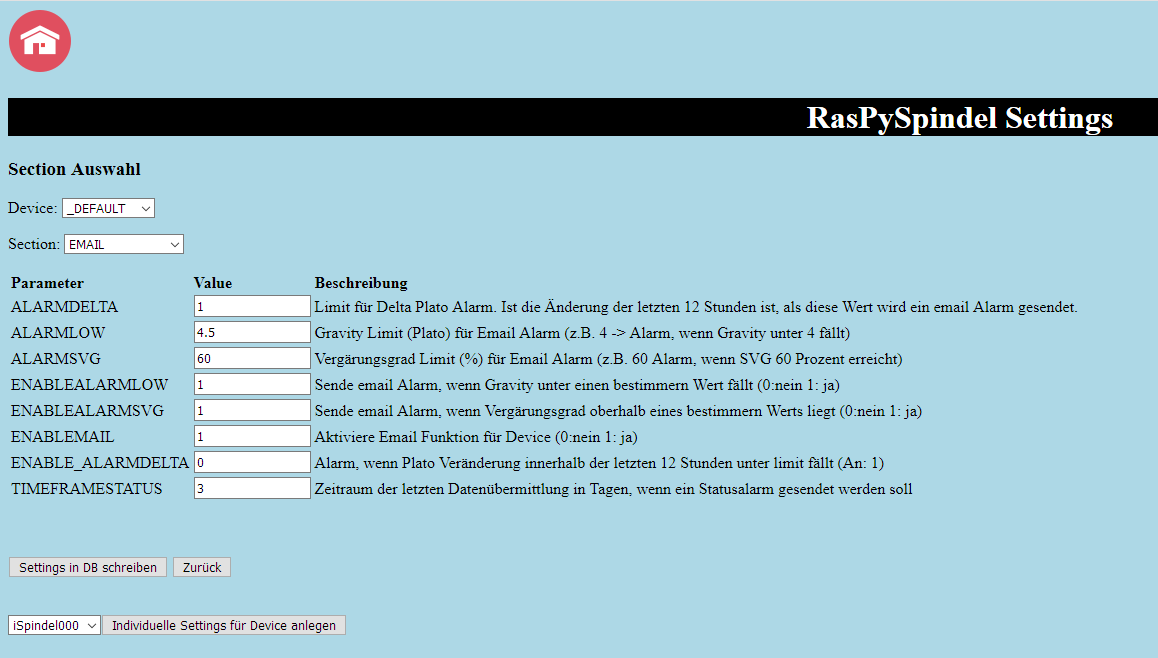 RasPySpindel Settings
Section Auswahl
Device: _DEFAULT
Section: EMAIL
Parameter Value Beschreibung
ALARMDELTA 1 Limit für Delta Plato Alarm. Ist die Änderung der letzten 12 Stunden ist, als diese Wert wird ein email Alarm gesendet.
ALARMLOW 4.5 Gravity Limit (Plato) für Email Alarm (z.B. 4 -> Alarm, wenn Gravity unter 4 fällt)
ALARMSVG 60 Vergärungsgrad Limit (%) für Email Alarm (z.B. 60 Alarm, wenn SVG 60 Prozent erreicht)
ENABLEALARMLOW 1 Sende email Alarm, wenn Gravity unter einen bestimmern Wert fällt (0:nein 1: ja)
ENABLEALARMSVG 1 Sende email Alarm, wenn Vergärungsgrad oberhalb eines bestimmern Werts liegt (0:nein 1: ja)
ENABLEMAIL 1 Aktiviere Email Funktion für Device (0:nein 1: ja)
ENABLE_ALARMDELTA 0 Alarm, wenn Plato Veränderung innerhalb der letzten 12 Stunden unter limit fällt (An: 1)
TIMEFRAMESTATUS 3 Zeitraum der letzten Datenübermittlung in Tagen, wenn ein Statusalarm gesendet werden soll
Settings in DB schreiben Zurück
iSpindel000 Individuelle Settings für Device anlegen